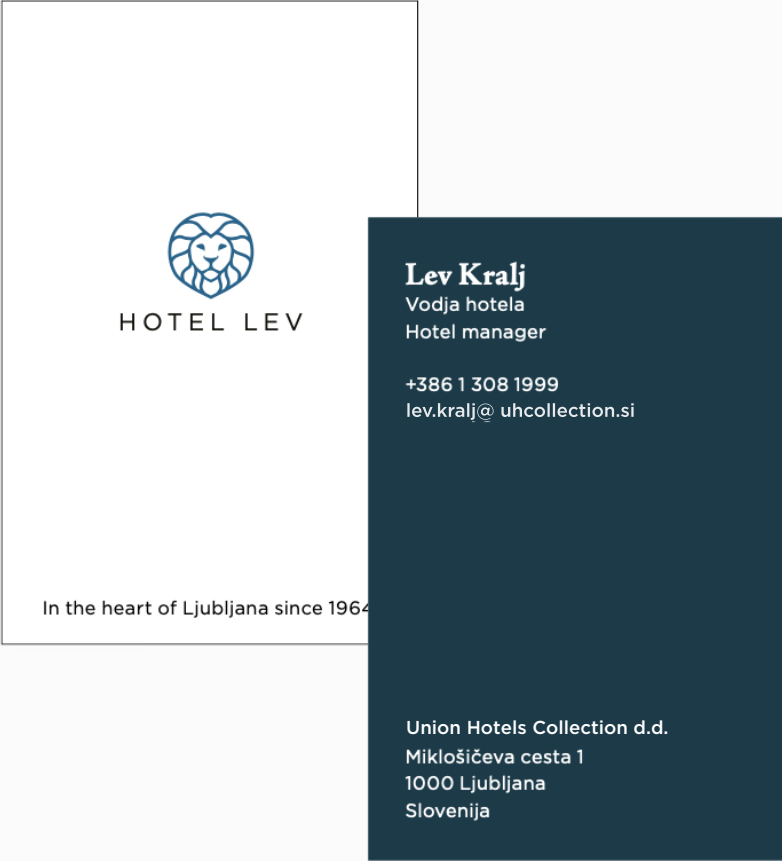 HOTEL LEV
In the heart of Ljubljana since 1964
Lev Kralj
Vodja hotela
Hotel manager
+386 1 308 1999
lev.kralj@ uhcollection.si
Union Hotels Collection d.d.
Miklošičeva cesta 1
1000 Ljubljana
Slovenija